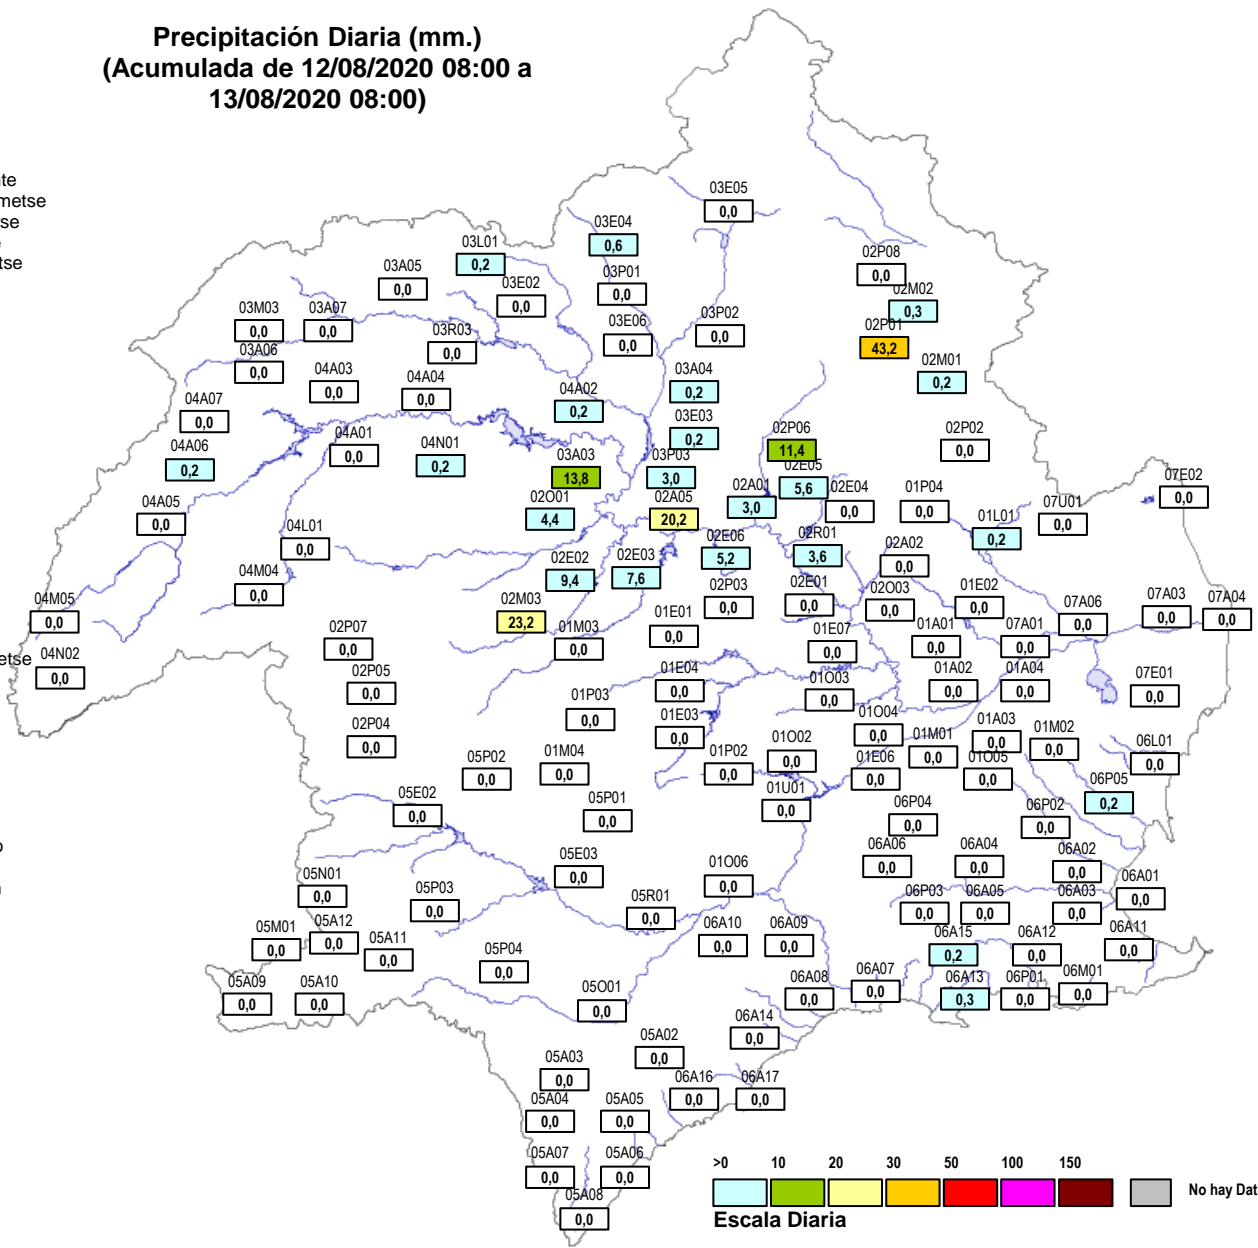 Precipitación Diaria (mm.)
(Acumulada de 12/08/2020 08:00 a
13/08/2020 08:00)
te
metse
se
tse
etse
o
03E05
0,0
03E04
0,6
03L01
0,2
02P08
0,0
03A05
0,0
03P01
0,0
03E02
0,0
02M02
0,3
03M03
0,0
03A07
0,0
03P02
0,0
03E06
0,0
02P01
43,2
03R03
0,0
03A06
0,0
02M01
0,2
04A03
0,0
03A04
0,2
04A04
0,0
04A02
0,2
04A07
0,0
03E03
0,2
02P06
11,4
02P02
0,0
04A01
0,0
04N01
0,2
04A06
0,2
03A03
13,8
03P03
3,0
02E05
5,6
07E02
0,0
02A01
3,0
02E04
0,0
01P04
0,0
04A05
0,0
02O01
4,4
02A05
20,2
07U01
0,0
01L01
0,2
04L01
0,0
02E06
5,2
02R01
3,6
02A02
0,0
02E02
9,4
02E03
7,6
04M04
0,0
02P03
0,0
02E01
0,0
02O03
0,0
01E02
0,0
07A03
0,0
07A04
0,0
04M05
0,0
02M03
23,2
07A06
0,0
01E01
0,0
02P07
0,0
01M03
0,0
01E07
0,0
01A01
0,0
07A01
0,0
04N02
0,0
02P05
0,0
01E04
0,0
01O03
0,0
01A02
0,0
01A04
0,0
07E01
0,0
01P03
0,0
02P04
0,0
01E03
0,0
01O04
0,0
01A03
0,0
01M02
0,0
01M01
0,0
05P02
0,0
01M04
0,0
01P02
0,0
01O02
0,0
01E06
0,0
01O05
0,0
06L01
0,0
05E02
0,0
05P01
0,0
01U01
0,0
06P04
0,0
06P02
0,0
06P05
0,2
05E03
0,0
01O06
0,0
06A06
0,0
06A04
0,0
06A02
0,0
05N01
0,0
05P03
0,0
05R01
0,0
06P03
0,0
06A05
0,0
06A03
0,0
06A01
0,0
05M01
0,0
05A12
0,0
05A11
0,0
05P04
0,0
06A10
0,0
06A09
0,0
06A15
0,2
06A12
0,0
06A11
0,0
05A09
0,0
05A10
0,0
05O01
0,0
06A08
0,0
06A07
0,0
06A13
0,3
06P01
0,0
06M01
0,0
06A14
0,0
05A02
0,0
05A03
0,0
06A16
0,0
06A17
0,0
05A04
0,0
05A05
0,0
05A07
0,0
05A06
0,0
05A08
0,0
>0 10 20 30 50 100 150
No hay Dat
Escala Diaria